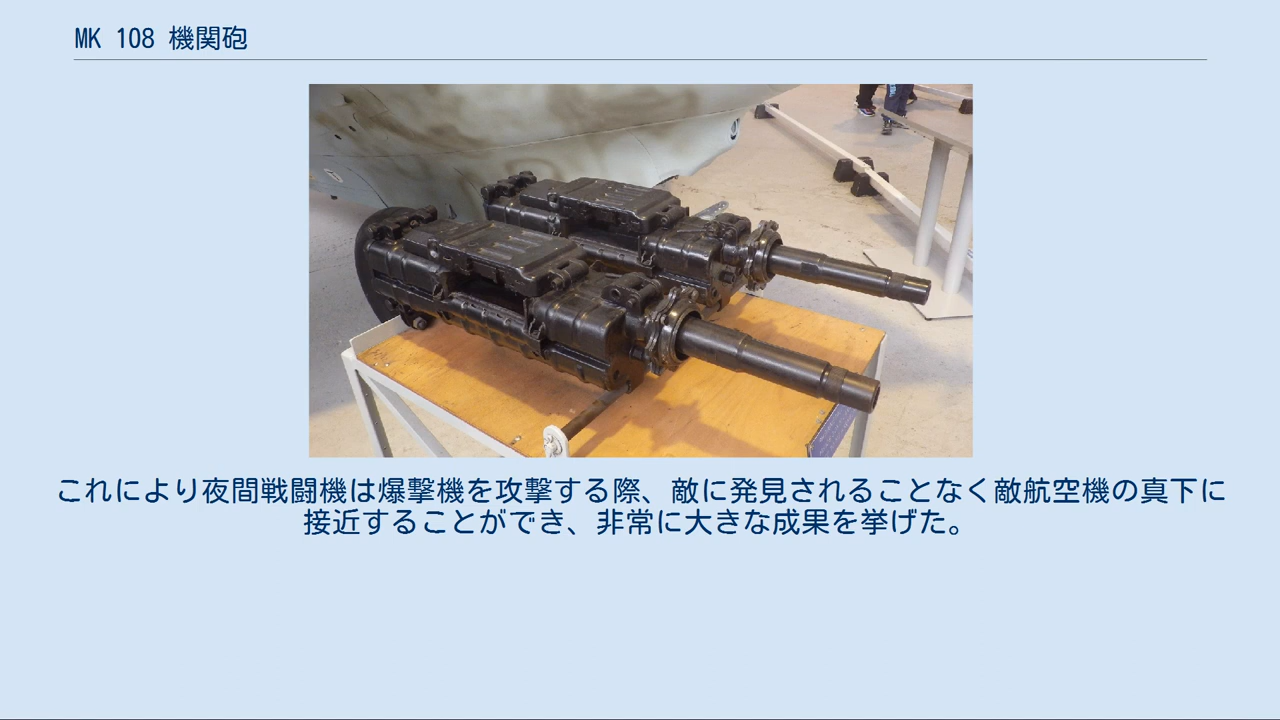 MK 108 機関砲
これにより夜間戦闘機は爆撃機を攻撃する際、敵に発見されることなく敵航空機の真下に
接近することができ、非常に大きな成果を挙げた。